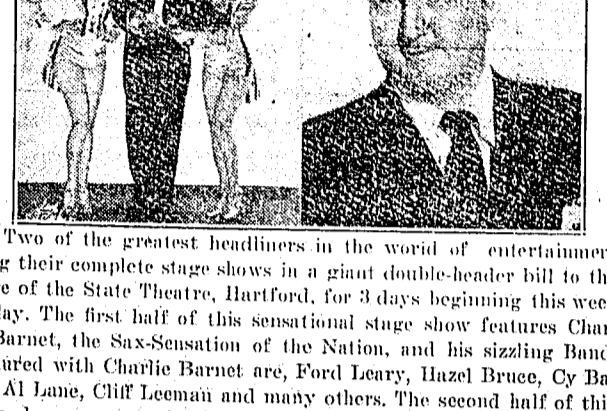 Two of the greatest headliners in the world of entertainmen
g their complete stage shows in a giant double-header bill to th
e of the State Theatre, Hartford, for 3 days beginning this wee
ay. The first half of this sensational stage show features Char
Barnet, the Sax-Sensation of the Nation, and his sizzling Band
ured with Charlie Barnet are, Ford Leary, Hazel Bruce, Cy Ba
Al Lane, Cliff Leeman and many others. The second half of thi